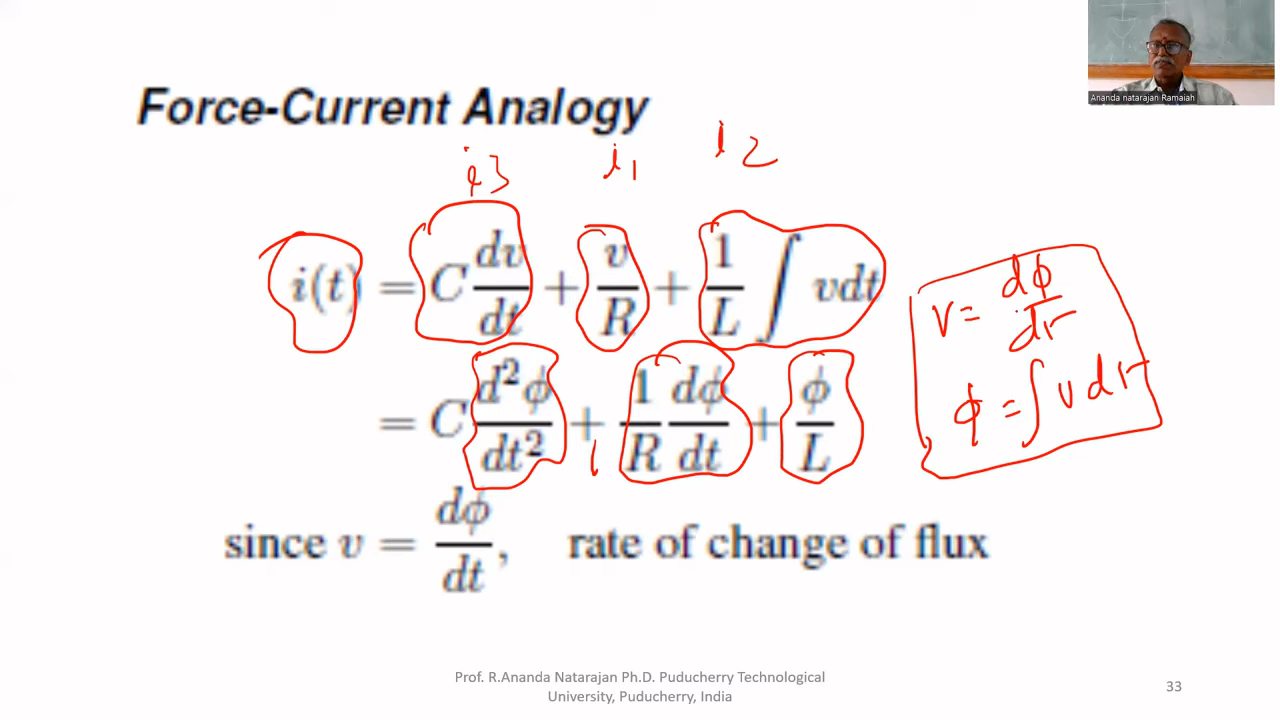 Ananda natarajan Ramaiah
Force-Current Analogy
i3 i1 i2
i(t) = C dv/dt + v/R + 1/L ∫ vdt
= C d²ϕ/dt² + 1/R dϕ/dt + ϕ/L
v = dϕ/dt
ϕ = ∫ v dt
since v = dϕ/dt, rate of change of flux
Prof. R.Ananda Natarajan Ph.D. Puducherry Technological
University, Puducherry, India
33